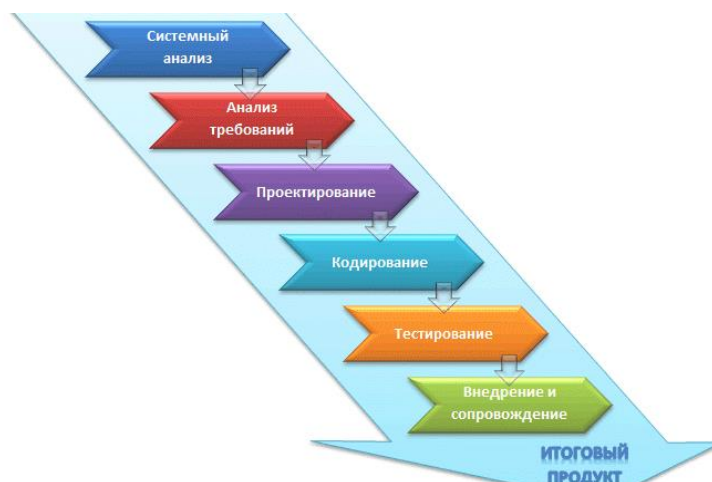 Системный
анализ
Анализ
требований
Проектирование
Кодирование
Тестирование
Внедрение и
сопровождение
ИТОГОВЫЙ
ПРОДУКТ